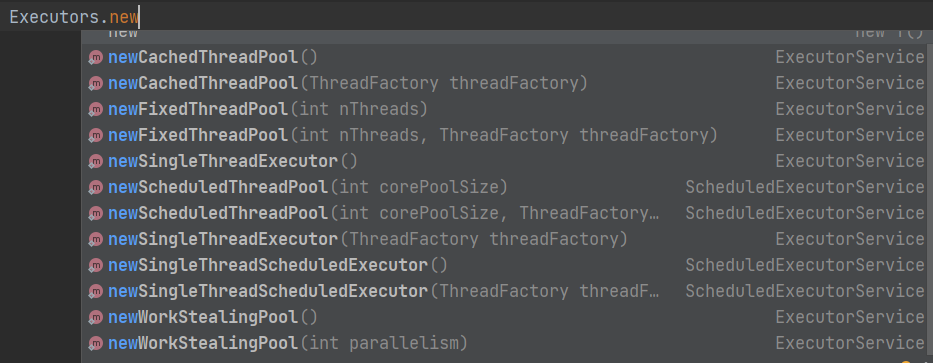 Executors.new
new new T()
newCachedThreadPool() ExecutorService
newCachedThreadPool(ThreadFactory threadFactory) ExecutorService
newFixedThreadPool(int nThreads) ExecutorService
newFixedThreadPool(int nThreads, ThreadFactory threadFactory) ExecutorService
newSingleThreadExecutor() ExecutorService
newScheduledThreadPool(int corePoolSize) ScheduledExecutorService
newScheduledThreadPool(int corePoolSize, ThreadFactory… ScheduledExecutorService
newSingleThreadExecutor(ThreadFactory threadFactory) ExecutorService
newSingleThreadScheduledExecutor() ScheduledExecutorService
newSingleThreadScheduledExecutor(ThreadFactory threadF… ScheduledExecutorService
newWorkStealingPool() ExecutorService
newWorkStealingPool(int parallelism) ExecutorService